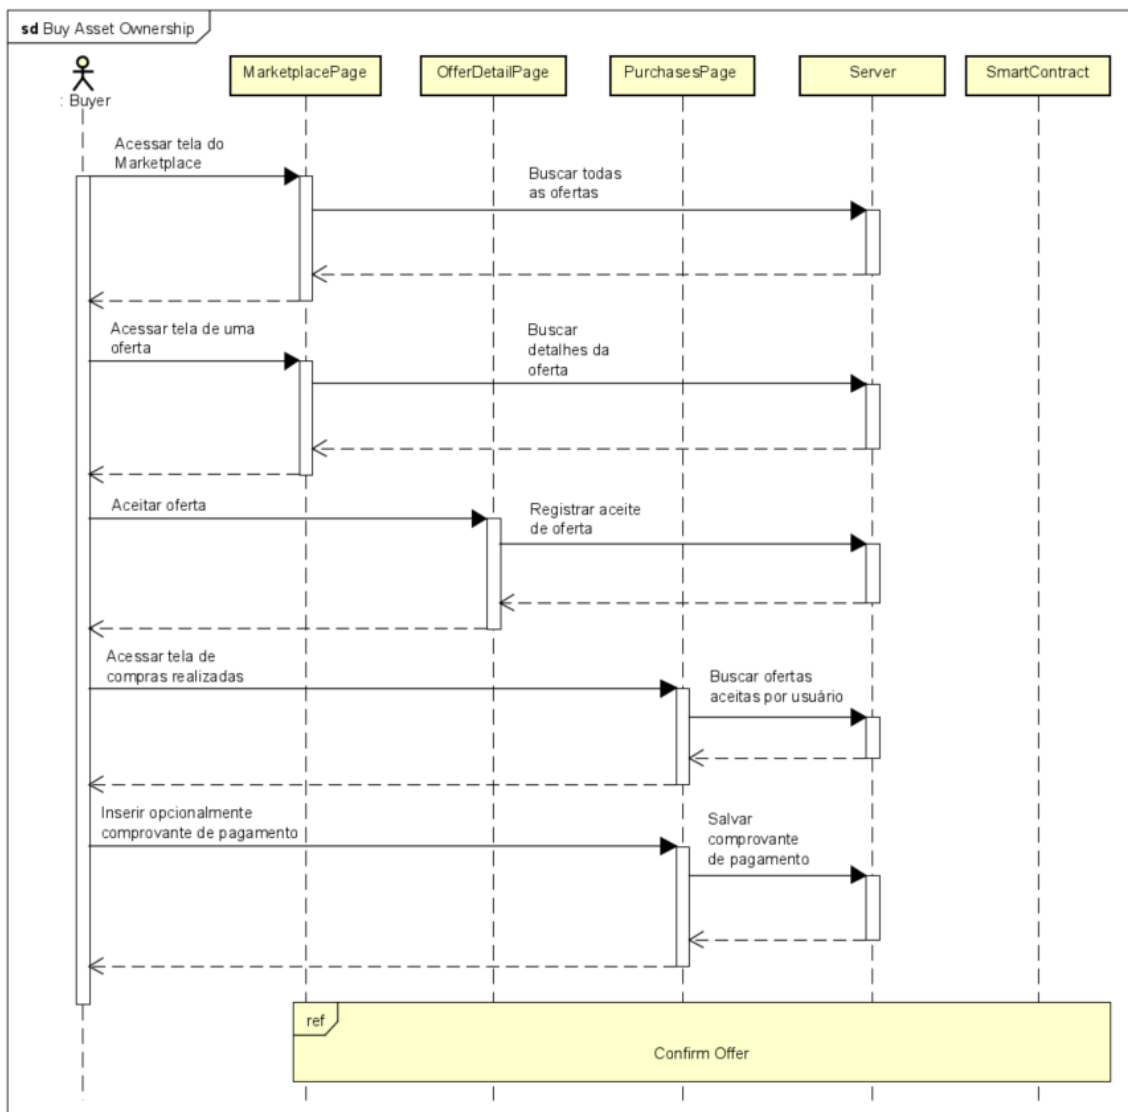 sd Buy Asset Ownership
: Buyer
MarketplacePage
OfferDetailPage
PurchasesPage
Server
SmartContract
Acessar tela do
Marketplace
Buscar todas
as ofertas
Acessar tela de uma
oferta
Buscar
detalhes da
oferta
Aceitar oferta
Registrar aceite
de oferta
Acessar tela de
compras realizadas
Buscar ofertas
aceitas por usuário
Inserir opcionalmente
comprovante de pagamento
Salvar
comprovante
de pagamento
ref
Confirm Offer